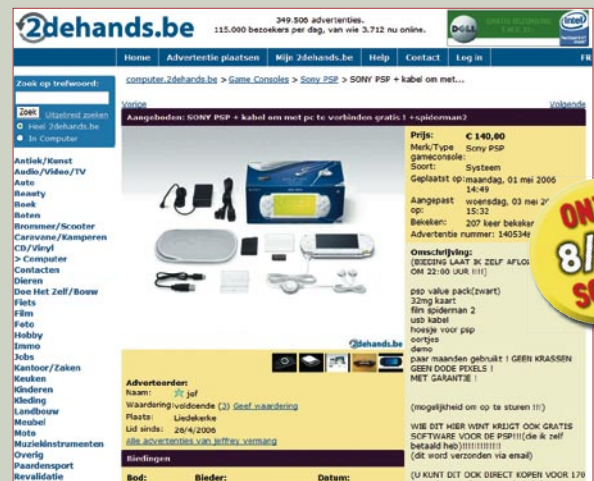 2dehands.be
349.506 advertenties.
115.000 bezoekers per dag, van wie 3.712 nu online.
DELL
intel
Home Advertentie plaatsen Mijn 2dehands.be Help Contact Log in FR
Zoek op trefwoord:
Zoek Uitgebreid zoeken
Heel 2dehands.be
In Computer
Antiek/Kunst
Audio/Video/TV
Auto
Beauty
Boek
Boten
Brommer/Scooter
Caravans/Kamperen
CD/Vinyl
> Computer
Contacten
Dieren
Doe Het Zelf/Bouw
Fiets
Film
Foto
Hobby
Immo
Jobs
Kantoor/Zaken
Keuken
Kinderen
Kleding
Landbouw
Meubel
Moto
Muziekinstrumenten
Overig
Paardensport
Revalidatie
computer.2dehands.be > Game Consoles > Sony PSP > SONY PSP + kabel om met...
Vorige Volgende
Aangeboden: SONY PSP + kabel om met pc te verbinden gratis ! +spiderman2
2dehands.be
Adverteerder:
Naam: jef
Waardering: voldoende (3) Geef waardering
Plaats: Liedekerke
Lid sinds: 26/4/2006
Alle advertenties van jeffrey vermang
Biedingen
Bod: Bieder: Datum:
Prijs: € 140,00
Merk/Type Sony PSP
gameconsole:
Soort: Systeem
Geplaatst op: maandag, 01 mei 2006
14:49
Aangepast woensdag, 03 mei
op: 15:32
Bekeken: 207 keer
Advertentie nummer:
Omschrijving:
(BIEDING LAAT IK ZELF
OM 22:00 UUR !!!!)
psp value pack(zwart)
32mg kaart
film spiderman 2
usb kabel
hoesje voor psp
oortjes
demo
paar maanden gebruikt ! GEEN KRASSEN
GEEN DODE PIXELS !
MET GARANTIE !
(mogelijkheid om op te sturen !!!)
WIE DIT HIER WINT KRIJGT OOK GRATIS
SOFTWARE VOOR DE PSP!!!(die ik zelf
betaald heb)!!!!!!!!!!!!!
(dit word verzonden via email)
(U KUNT DIT OOK DIRECT KOPEN VOOR 170
8/